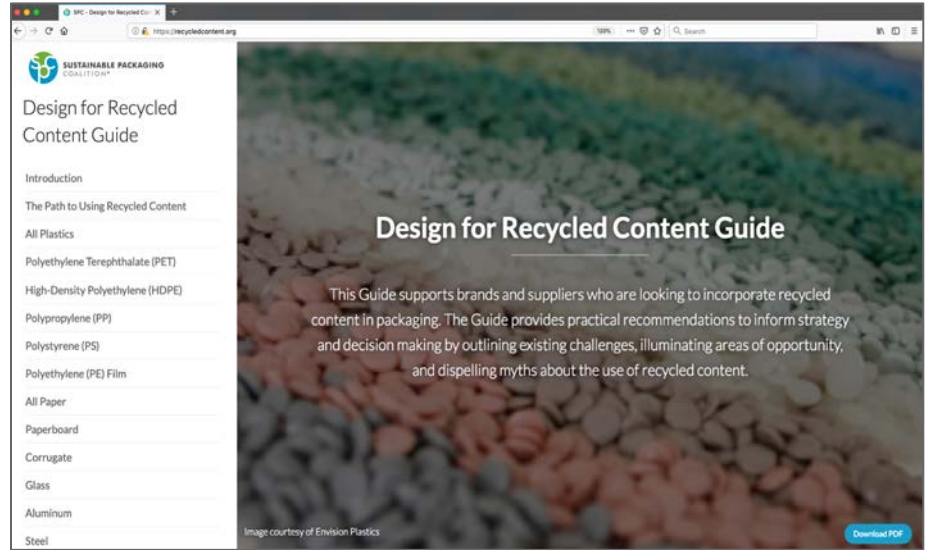 SPC - Design for Recycled Con
https://recycledcontent.org
120%
Search
SUSTAINABLE PACKAGING
COALITION®
Design for Recycled
Content Guide
Introduction
The Path to Using Recycled Content
All Plastics
Polyethylene Terephthalate (PET)
High-Density Polyethylene (HDPE)
Polypropylene (PP)
Polystyrene (PS)
Polyethylene (PE) Film
All Paper
Paperboard
Corrugate
Glass
Aluminum
Steel
Design for Recycled Content Guide
This Guide supports brands and suppliers who are looking to incorporate recycled
content in packaging. The Guide provides practical recommendations to inform strategy
and decision making by outlining existing challenges, illuminating areas of opportunity,
and dispelling myths about the use of recycled content.
Image courtesy of Envision Plastics
Download PDF